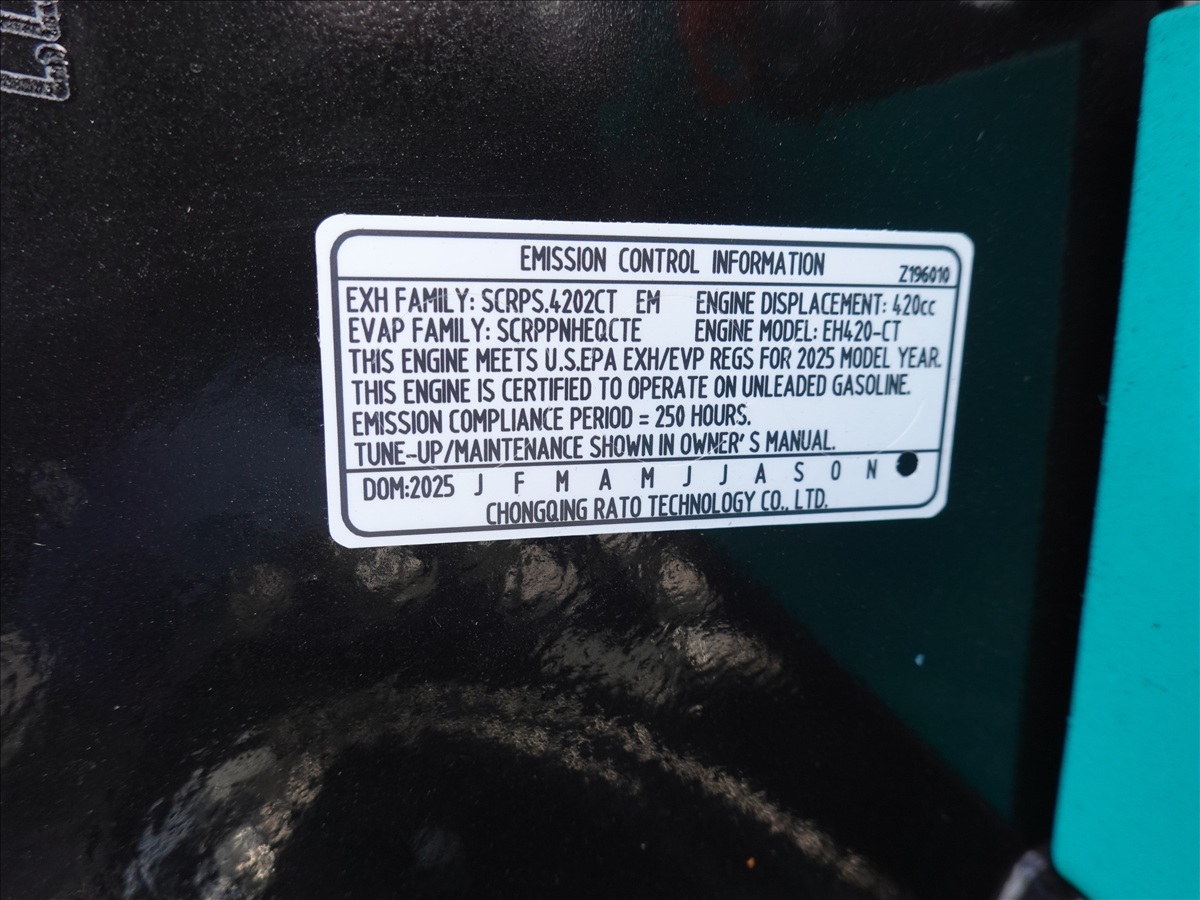 EMISSION CONTROL INFORMATION Z196010
EXH FAMILY: SCRPS.4202CT EM ENGINE DISPLACEMENT: 420cc
EVAP FAMILY: SCRPPNHEQCTE ENGINE MODEL: EH420-CT
THIS ENGINE MEETS U.S.EPA EXH/EVP REGS FOR 2025 MODEL YEAR.
THIS ENGINE IS CERTIFIED TO OPERATE ON UNLEADED GASOLINE.
EMISSION COMPLIANCE PERIOD = 250 HOURS.
TUNE-UP/MAINTENANCE SHOWN IN OWNER'S MANUAL.
DOM:2025 J F M A M J J A S O N
CHONGQING RATO TECHNOLOGY CO., LTD.